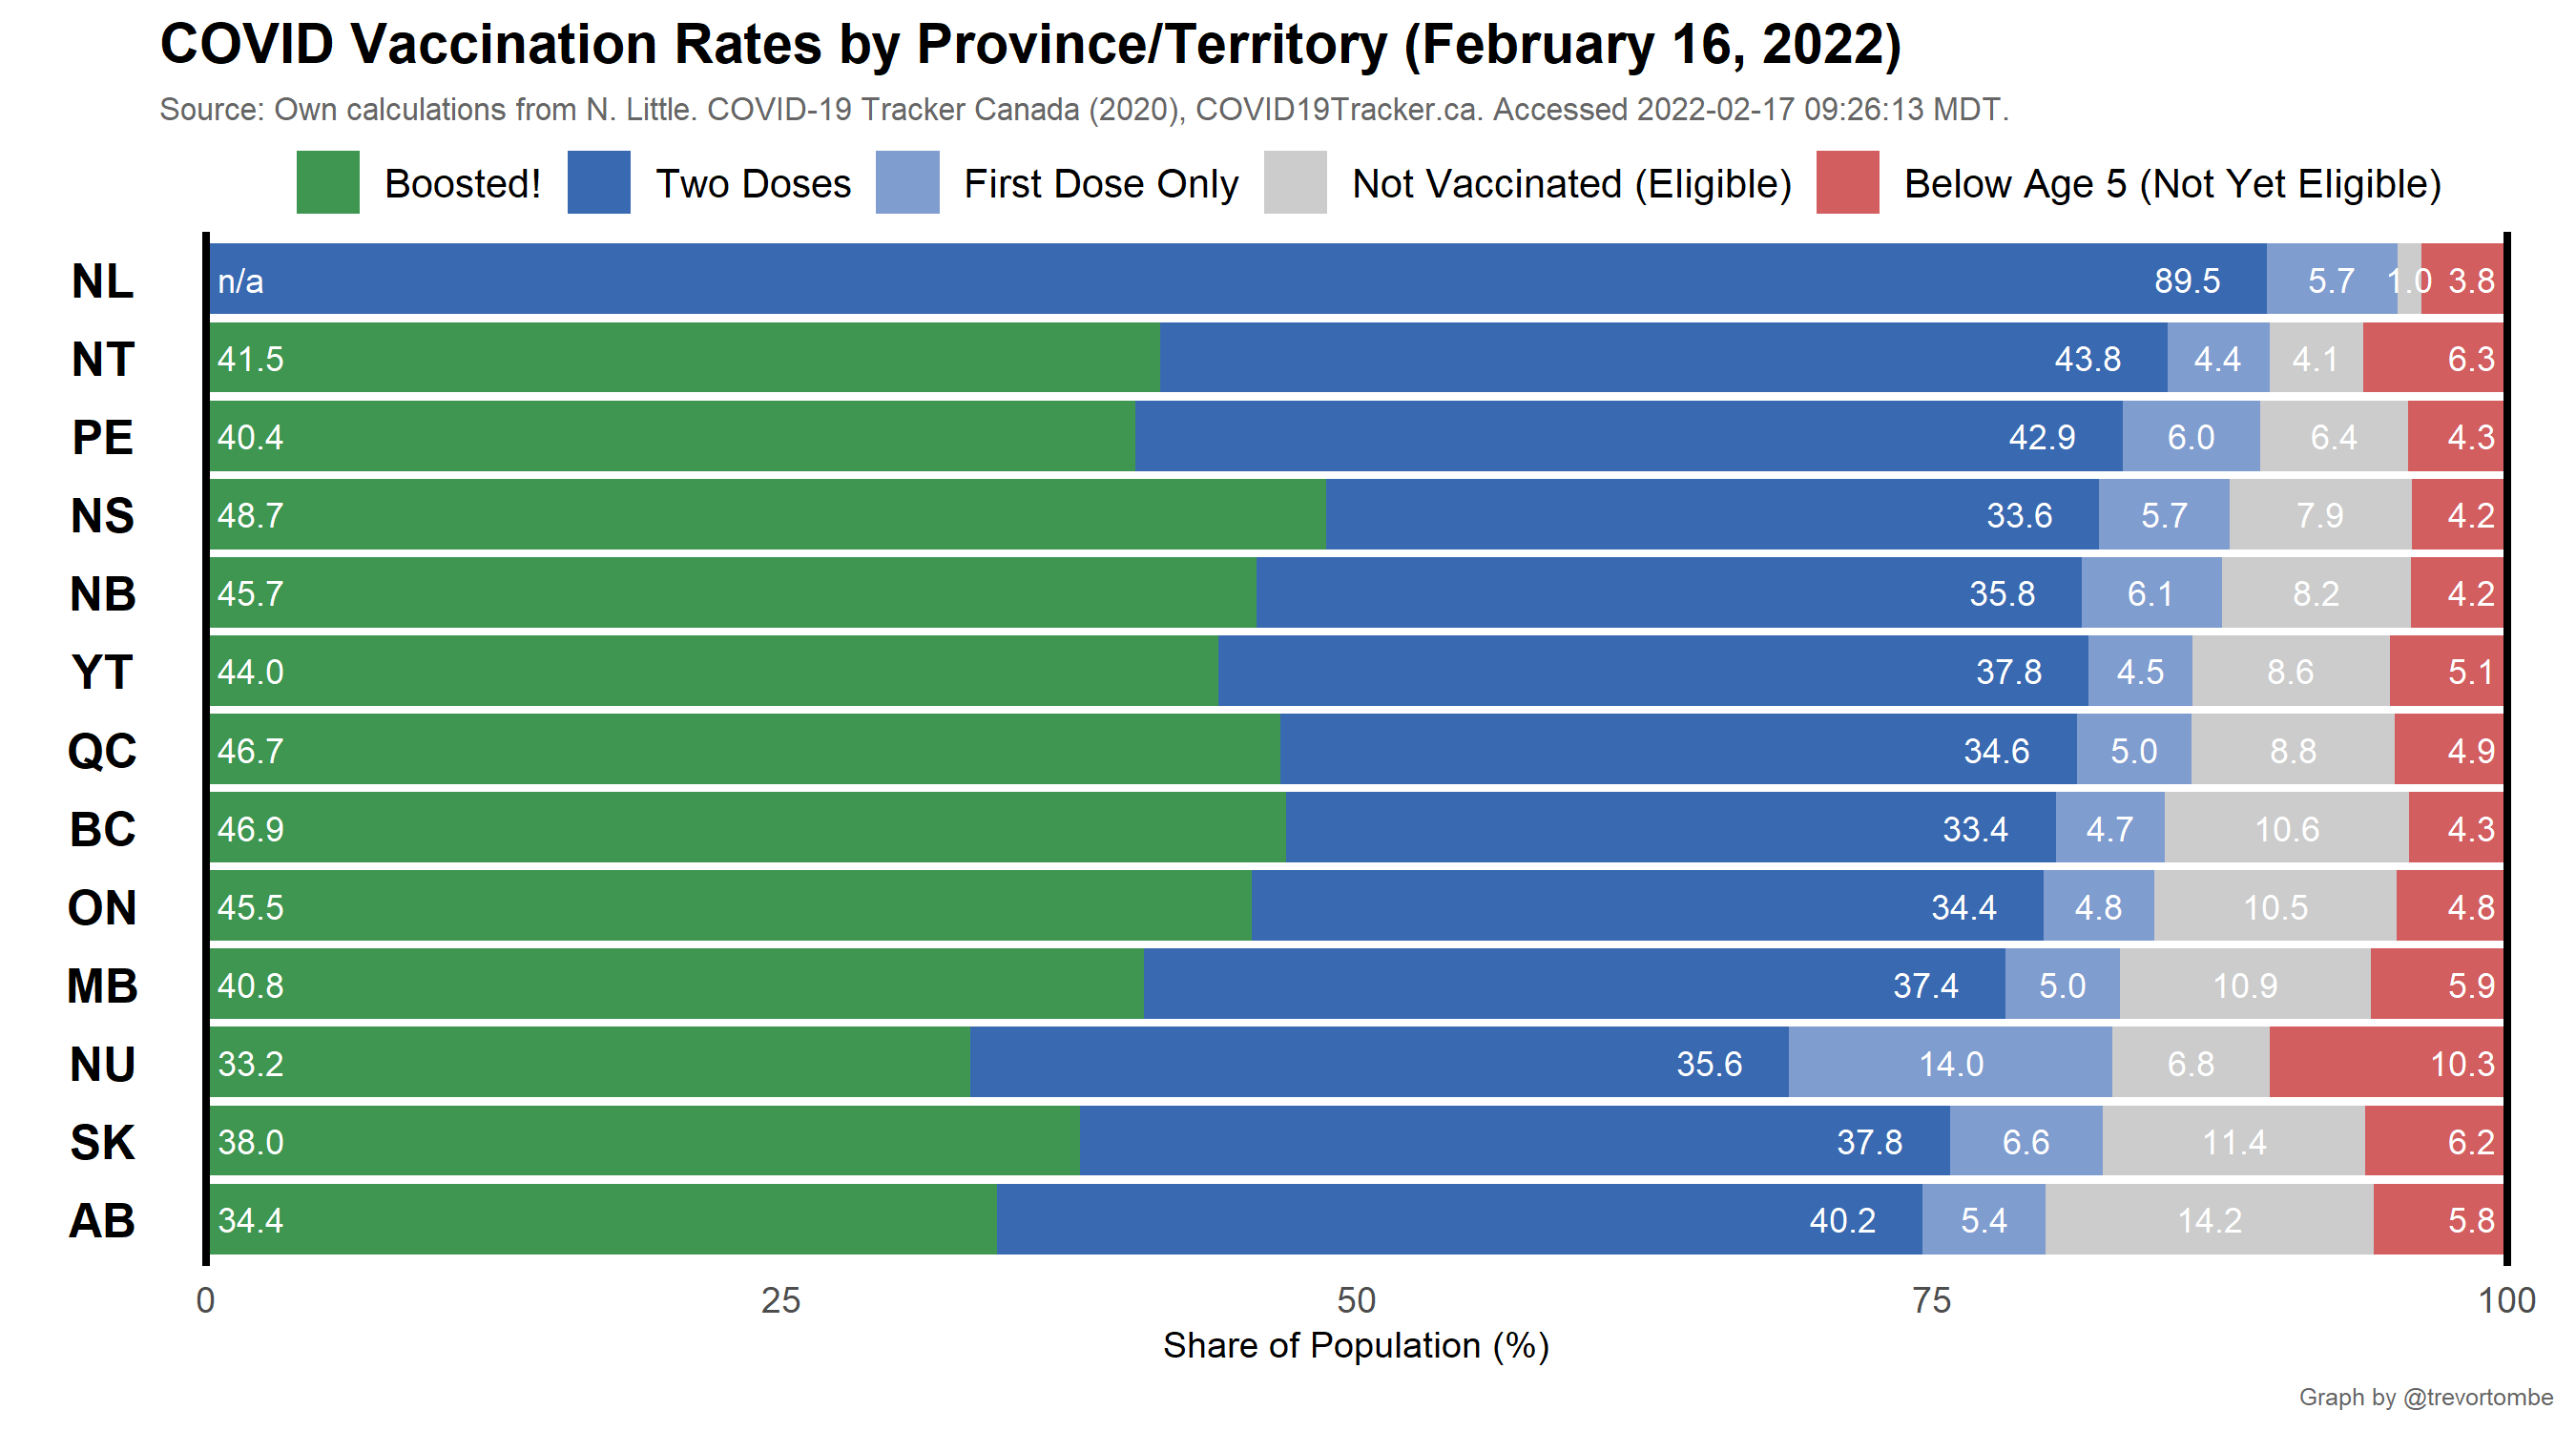 COVID Vaccination Rates by Province/Territory (February 16, 2022)
Source: Own calculations from N. Little. COVID-19 Tracker Canada (2020), COVID19Tracker.ca. Accessed 2022-02-17 09:26:13 MDT.
Boosted! Two Doses First Dose Only Not Vaccinated (Eligible) Below Age 5 (Not Yet Eligible)
NL n/a 89.5 5.7 1.0 3.8
NT 41.5 43.8 4.4 4.1 6.3
PE 40.4 42.9 6.0 6.4 4.3
NS 48.7 33.6 5.7 7.9 4.2
NB 45.7 35.8 6.1 8.2 4.2
YT 44.0 37.8 4.5 8.6 5.1
QC 46.7 34.6 5.0 8.8 4.9
BC 46.9 33.4 4.7 10.6 4.3
ON 45.5 34.4 4.8 10.5 4.8
MB 40.8 37.4 5.0 10.9 5.9
NU 33.2 35.6 14.0 6.8 10.3
SK 38.0 37.8 6.6 11.4 6.2
AB 34.4 40.2 5.4 14.2 5.8
0 25 50 75 100
Share of Population (%)
Graph by @trevortombe